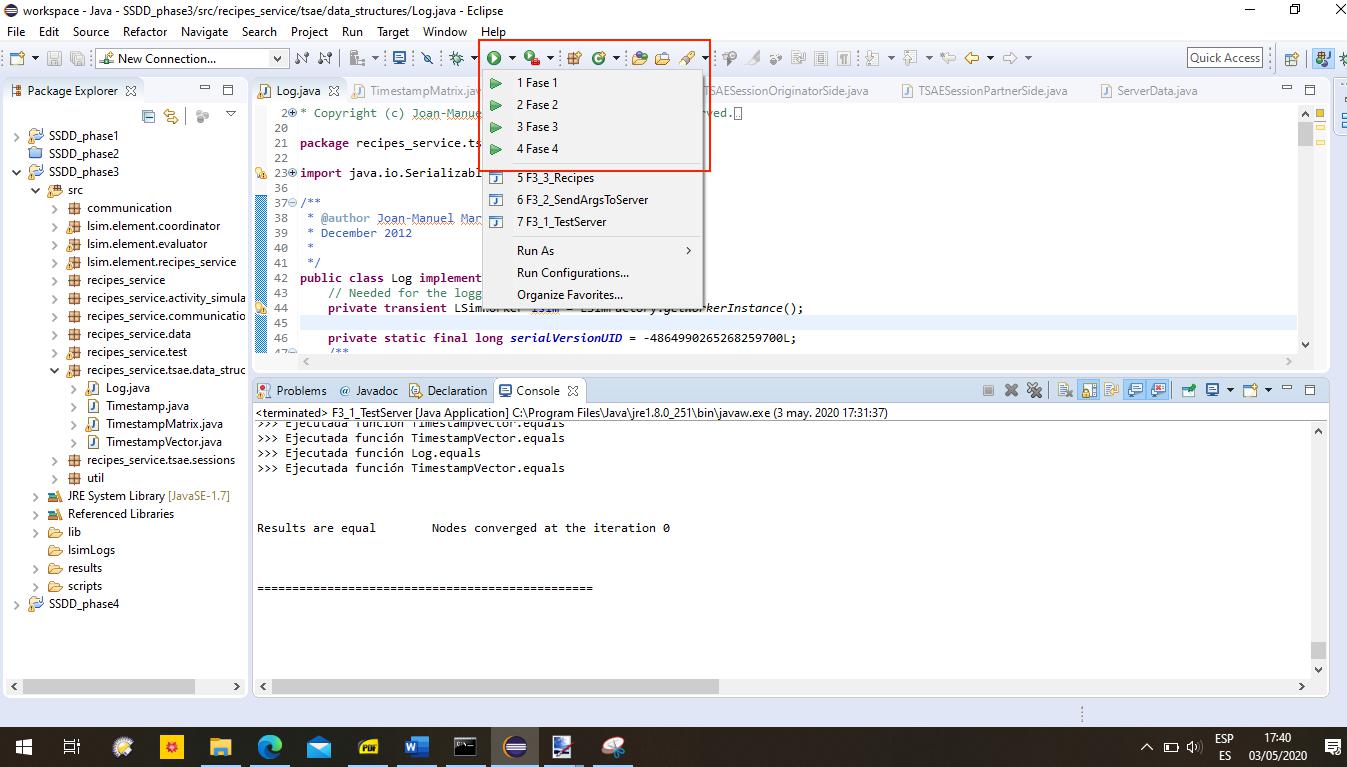 workspace - Java - SSDD_phase3/src/recipes_service/tsae/data_structures/Log.java - Eclipse
File Edit Source Refactor Navigate Search Project Run Target Window Help
New Connection...
Quick Access
Package Explorer
SSDD_phase1
SSDD_phase2
SSDD_phase3
src
communication
lsim.element.coordinator
lsim.element.evaluator
lsim.element.recipes_service
recipes_service
recipes_service.activity_simula
recipes_service.communicatio
recipes_service.data
recipes_service.test
recipes_service.tsae.data_struc
Log.java
Timestamp.java
TimestampMatrix.java
TimestampVector.java
recipes_service.tsae.sessions
util
JRE System Library [JavaSE-1.7]
Referenced Libraries
lib
lsimLogs
results
scripts
SSDD_phase4
Log.java TimestampMatrix.jav TSAESessionOriginatorSide.java TSAESessionPartnerSide.java ServerData.java
1 Fase 1
2 Fase 2
3 Fase 3
4 Fase 4
5 F3_3_Recipes
6 F3_2_SendArgsToServer
7 F3_1_TestServer
Run As
Run Configurations...
Organize Favorites...
2 * Copyright (c) Joan-Manue rved.
20
21 package recipes_service.ts
22
23 import java.io.Serializabl
36
37 /**
38 * @author Joan-Manuel Mar
39 * December 2012
40 *
41 */
42 public class Log implement
43 // Needed for the logg
44 private transient LSimWorker lsim = LSimFactory.getWorkerInstance();
45
46 private static final long serialVersionUID = -4864990265268259700L;
47 /**
Problems @ Javadoc Declaration Console
<terminated> F3_1_TestServer [Java Application] C:\Program Files\Java\jre1.8.0_251\bin\javaw.exe (3 may. 2020 17:31:37)
>>> Ejecutada función TimestampVector.equals
>>> Ejecutada función TimestampVector.equals
>>> Ejecutada función Log.equals
>>> Ejecutada función TimestampVector.equals
Results are equal Nodes converged at the iteration 0
================================================
PDF
W
ESP
ES
17:40
03/05/2020